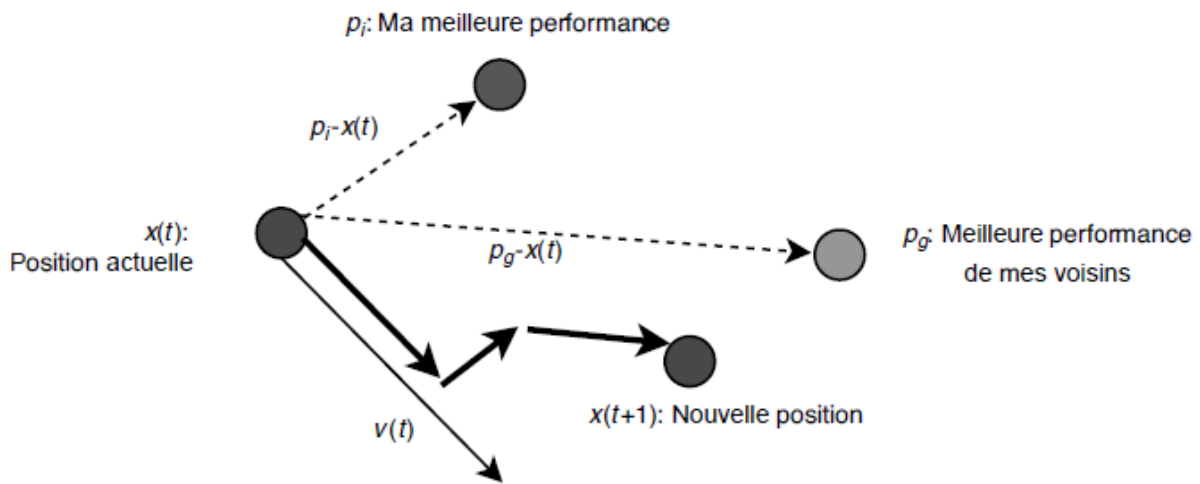 pi: Ma meilleure performance
pi-x(t)
x(t):
Position actuelle
pg-x(t)
pg: Meilleure performance
de mes voisins
v(t)
x(t+1): Nouvelle position